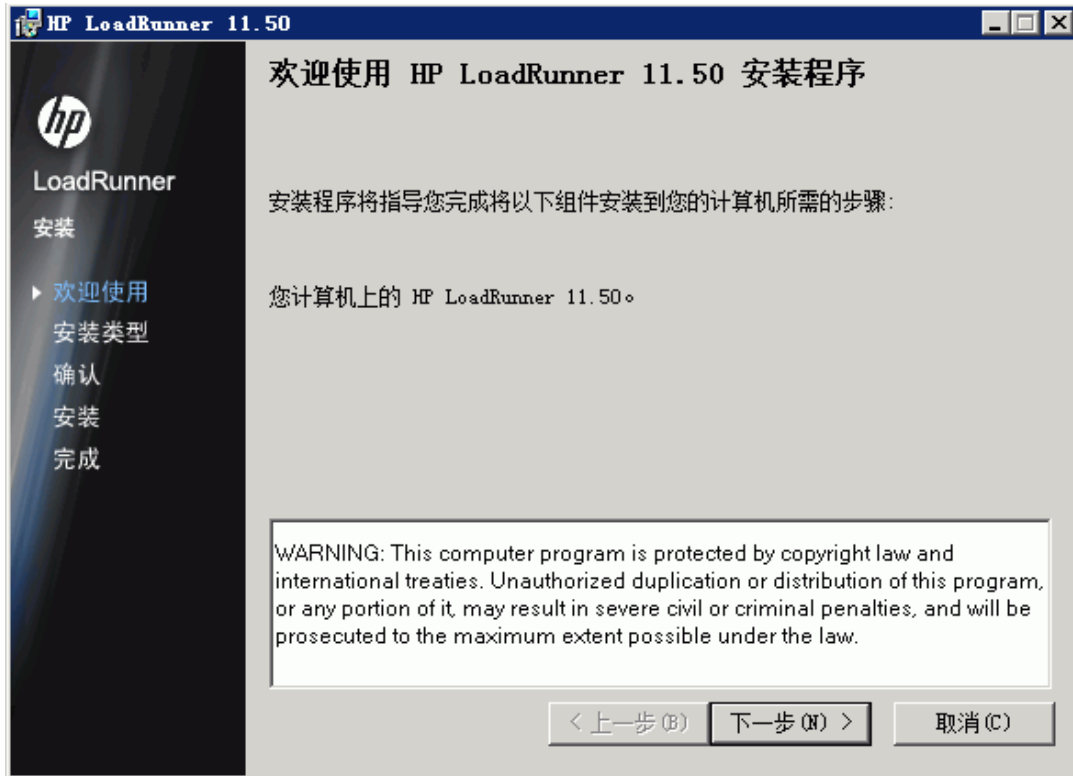 HP LoadRunner 11.50
hp
LoadRunner
安装
欢迎使用
安装类型
确认
安装
完成
欢迎使用 HP LoadRunner 11.50 安装程序
安装程序将指导您完成将以下组件安装到您的计算机所需的步骤:
您计算机上的 HP LoadRunner 11.50。
WARNING: This computer program is protected by copyright law and
international treaties. Unauthorized duplication or distribution of this program,
or any portion of it, may result in severe civil or criminal penalties, and will be
prosecuted to the maximum extent possible under the law.
< 上一步(B)
下一步(N) >
取消(C)